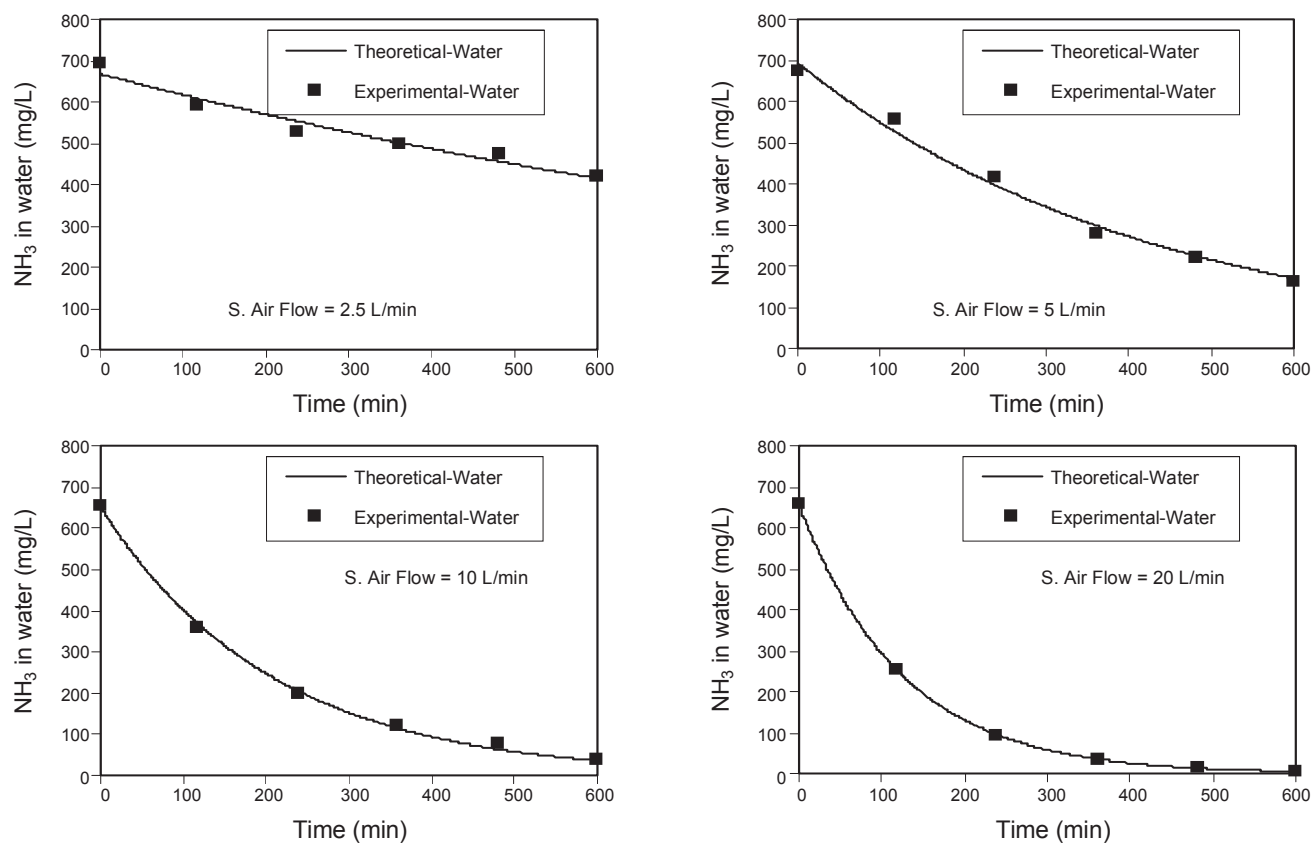 800
700
600
500
400
300
200
100
0
NH₃ in water (mg/L)
Theoretical-Water
Experimental-Water
S. Air Flow = 2.5 L/min
0 100 200 300 400 500 600
Time (min)
800
700
600
500
400
300
200
100
0
NH₃ in water (mg/L)
Theoretical-Water
Experimental-Water
S. Air Flow = 5 L/min
0 100 200 300 400 500 600
Time (min)
800
700
600
500
400
300
200
100
0
NH₃ in water (mg/L)
Theoretical-Water
Experimental-Water
S. Air Flow = 10 L/min
0 100 200 300 400 500 600
Time (min)
800
700
600
500
400
300
200
100
0
NH₃ in water (mg/L)
Theoretical-Water
Experimental-Water
S. Air Flow = 20 L/min
0 100 200 300 400 500 600
Time (min)